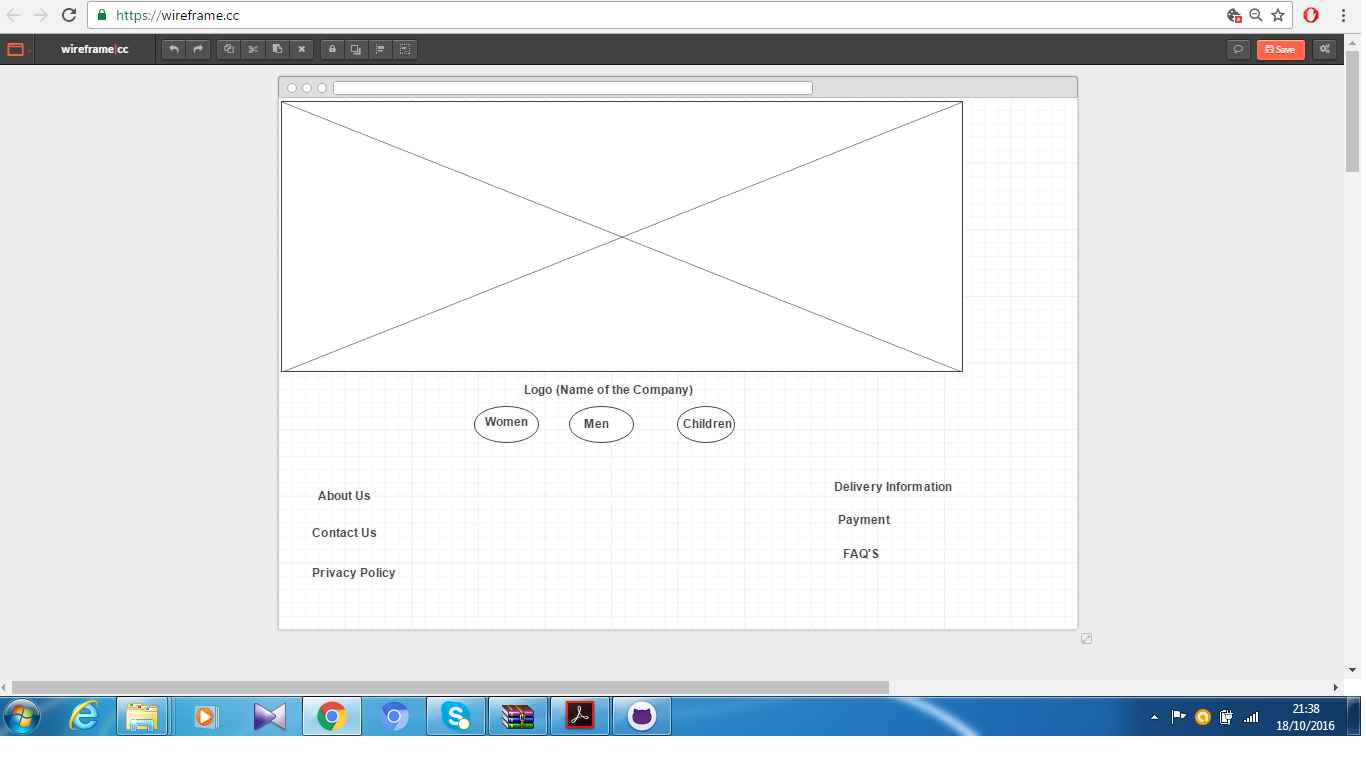 https://wireframe.cc
wireframe|cc
Save
Logo (Name of the Company)
Women Men Children
About Us
Contact Us
Privacy Policy
Delivery Information
Payment
FAQ'S
21:38
18/10/2016